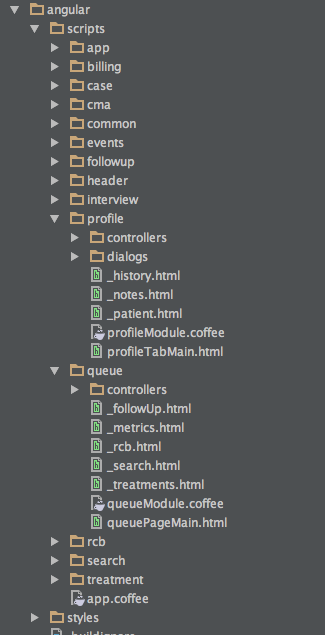 angular
scripts
app
billing
case
cma
common
events
followup
header
interview
profile
controllers
dialogs
_history.html
_notes.html
_patient.html
profileModule.coffee
profileTabMain.html
queue
controllers
_followUp.html
_metrics.html
_rcb.html
_search.html
_treatments.html
queueModule.coffee
queuePageMain.html
rcb
search
treatment
app.coffee
styles